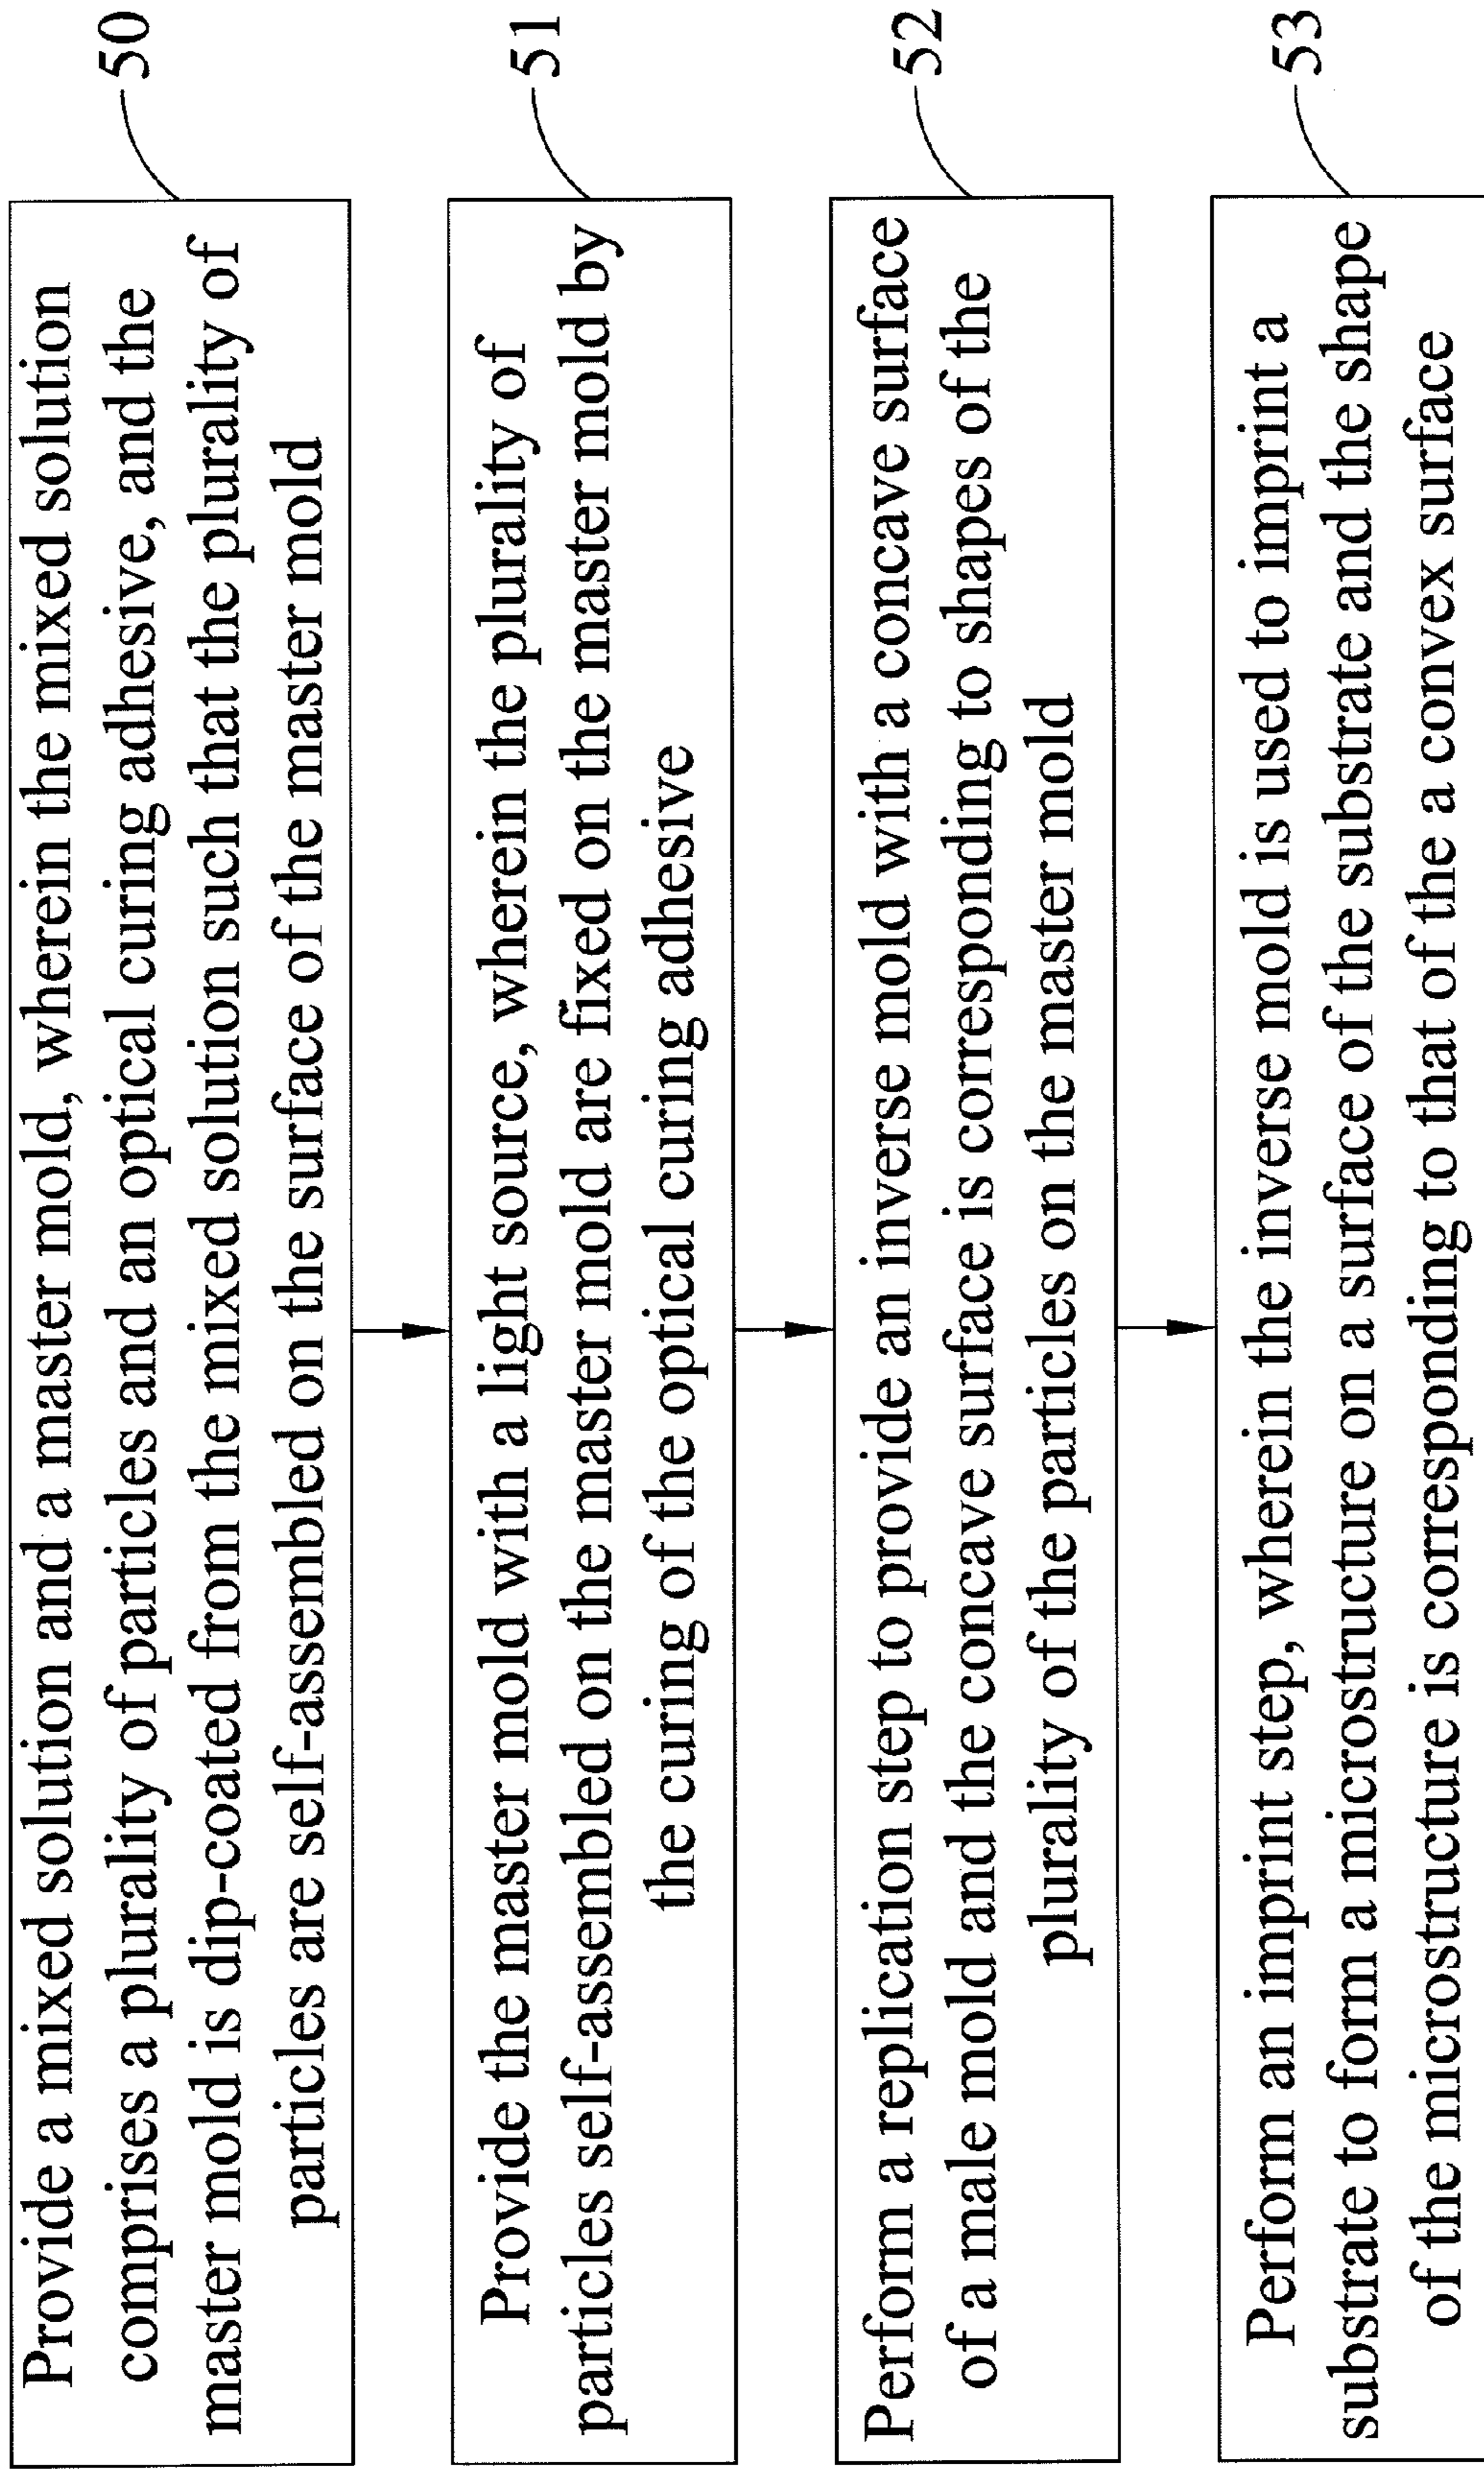 Provide a mixed solution and a master mold, wherein the mixed solution
comprises a plurality of particles and an optical curing adhesive, and the
master mold is dip-coated from the mixed solution such that the plurality of
particles are self-assembled on the surface of the master mold
50
Provide the master mold with a light source, wherein the plurality of
particles self-assembled on the master mold are fixed on the master mold by
the curing of the optical curing adhesive
51
Perform a replication step to provide an inverse mold with a concave surface
of a male mold and the concave surface is corresponding to shapes of the
plurality of the particles on the master mold
52
Perform an imprint step, wherein the inverse mold is used to imprint a
substrate to form a microstructure on a surface of the substrate and the shape
of the microstructure is corresponding to that of the a convex surface
53